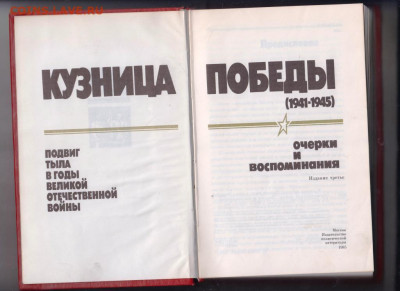 КУЗНИЦА
ПОДВИГ
ТЫЛА
В ГОДЫ
ВЕЛИКОЙ
ОТЕЧЕСТВЕННОЙ
ВОЙНЫ
ПОБЕДЫ
(1941-1945)
очерки
и
воспоминания
Издание третье
Москва
Издательство
политической
литературы